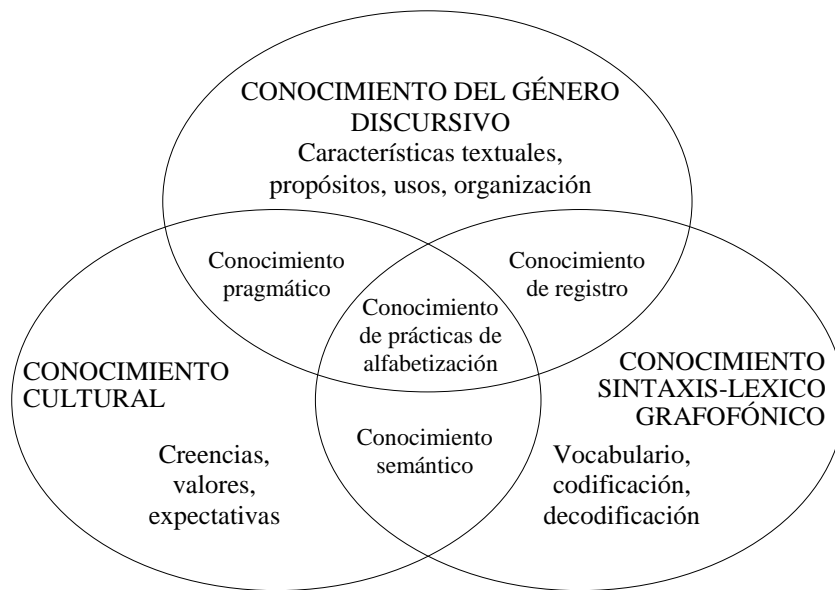 CONOCIMIENTO DEL GÉNERO
DISCURSIVO
Características textuales,
propósitos, usos, organización
Conocimiento
pragmático
Conocimiento
de registro
Conocimiento
de prácticas de
alfabetización
CONOCIMIENTO
CULTURAL
Creencias,
valores,
expectativas
Conocimiento
semántico
CONOCIMIENTO
SINTAXIS-LEXICO
GRAFOFÓNICO
Vocabulario,
codificación,
decodificación